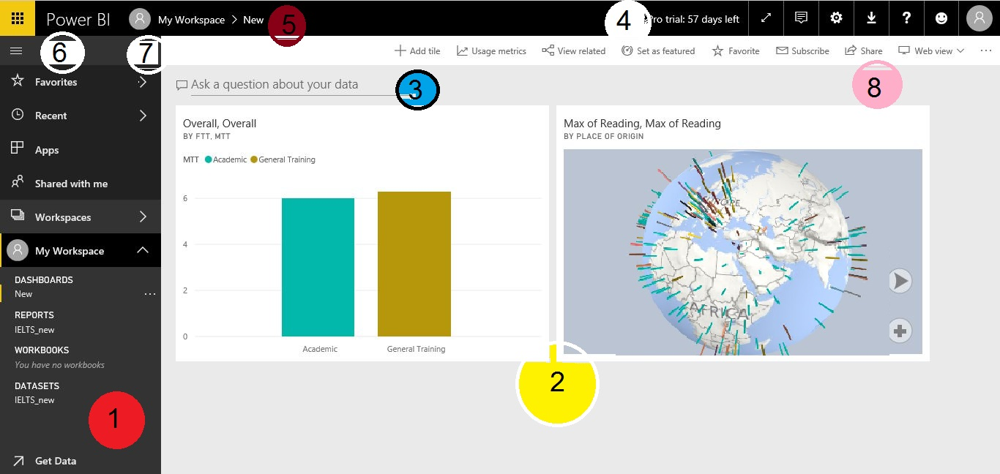 Power BI
My Workspace > New
5
4
Pro trial: 57 days left
6
7
Add tile
Usage metrics
View related
Set as featured
Favorite
Subscribe
Share
Web view
...
8
Favorites
Recent
Apps
Shared with me
Workspaces
My Workspace
DASHBOARDS
New ...
REPORTS
IELTS_new
WORKBOOKS
You have no workbooks
DATASETS
IELTS_new
1
Get Data
Ask a question about your data
3
Overall, Overall
BY FTT, MTT
MTT Academic General Training
6
4
2
0
Academic General Training
Max of Reading, Max of Reading
BY PLACE OF ORIGIN
EUROPE
AFRICA
2